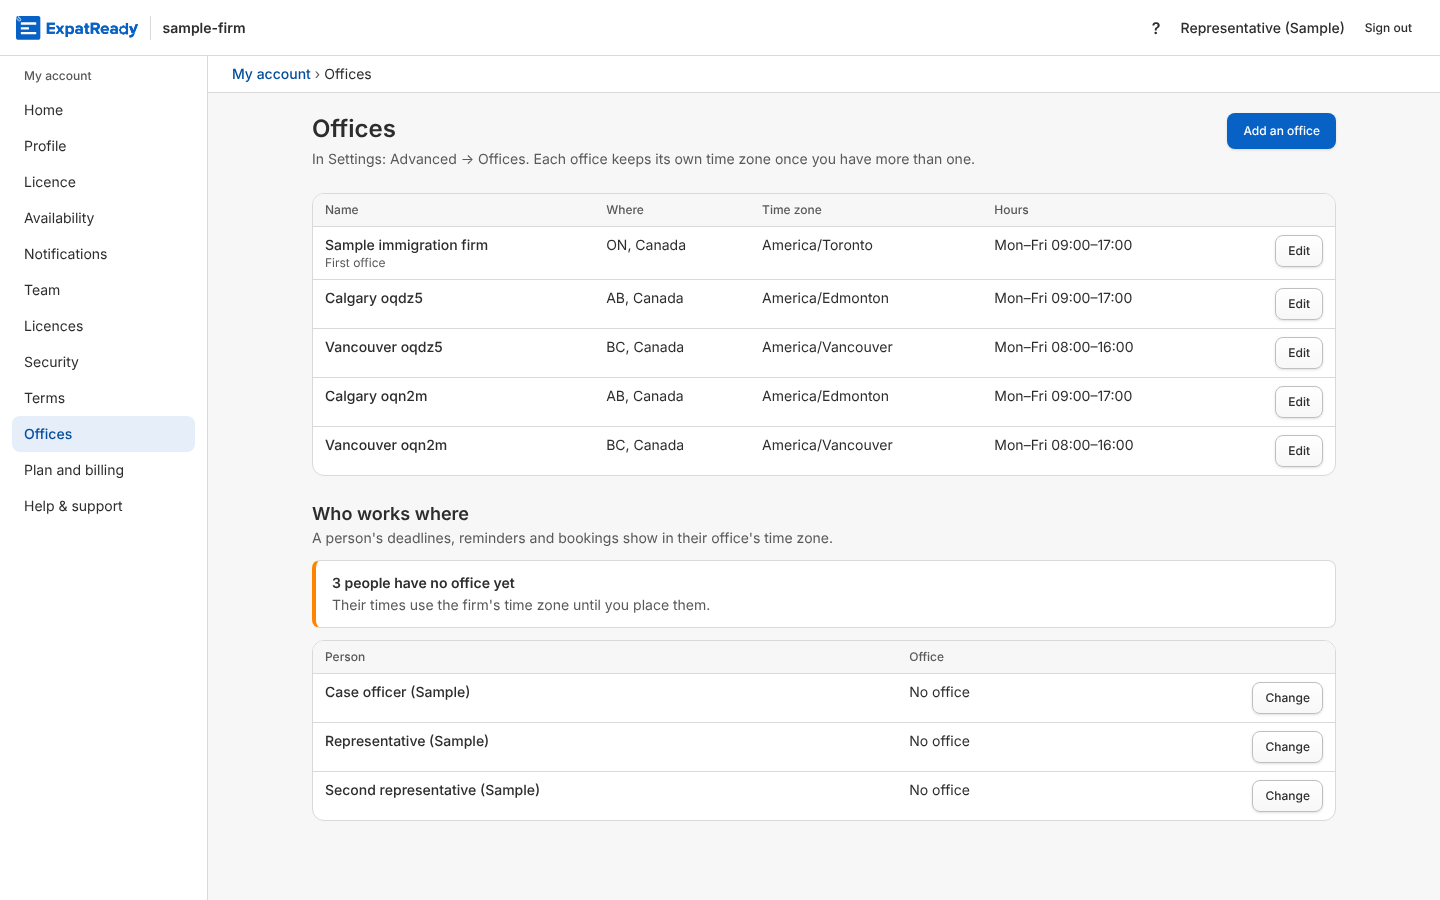 ExpatReady
sample-firm
?
Representative (Sample)
Sign out
My account
Home
Profile
Licence
Availability
Notifications
Team
Licences
Security
Terms
Offices
Plan and billing
Help & support
My account › Offices
Offices
Add an office
In Settings: Advanced → Offices. Each office keeps its own time zone once you have more than one.
Name Where Time zone Hours
Sample immigration firm ON, Canada America/Toronto Mon–Fri 09:00–17:00 Edit
First office
Calgary oqdz5 AB, Canada America/Edmonton Mon–Fri 09:00–17:00 Edit
Vancouver oqdz5 BC, Canada America/Vancouver Mon–Fri 08:00–16:00 Edit
Calgary oqn2m AB, Canada America/Edmonton Mon–Fri 09:00–17:00 Edit
Vancouver oqn2m BC, Canada America/Vancouver Mon–Fri 08:00–16:00 Edit
Who works where
A person's deadlines, reminders and bookings show in their office's time zone.
3 people have no office yet
Their times use the firm's time zone until you place them.
Person Office
Case officer (Sample) No office Change
Representative (Sample) No office Change
Second representative (Sample) No office Change